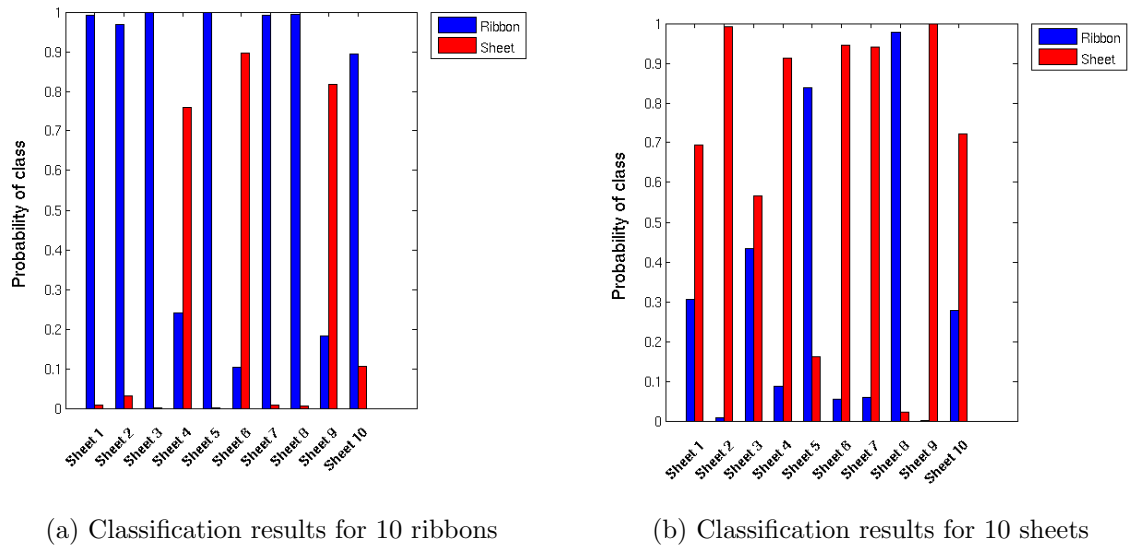 1
0.9
0.8
0.7
0.6
0.5
0.4
0.3
0.2
0.1
0
Probability of class
Ribbon
Sheet
Sheet 1
Sheet 2
Sheet 3
Sheet 4
Sheet 5
Sheet 6
Sheet 7
Sheet 8
Sheet 9
Sheet 10
(a) Classification results for 10 ribbons
1
0.9
0.8
0.7
0.6
0.5
0.4
0.3
0.2
0.1
0
Probability of class
Ribbon
Sheet
Sheet 1
Sheet 2
Sheet 3
Sheet 4
Sheet 5
Sheet 6
Sheet 7
Sheet 8
Sheet 9
Sheet 10
(b) Classification results for 10 sheets